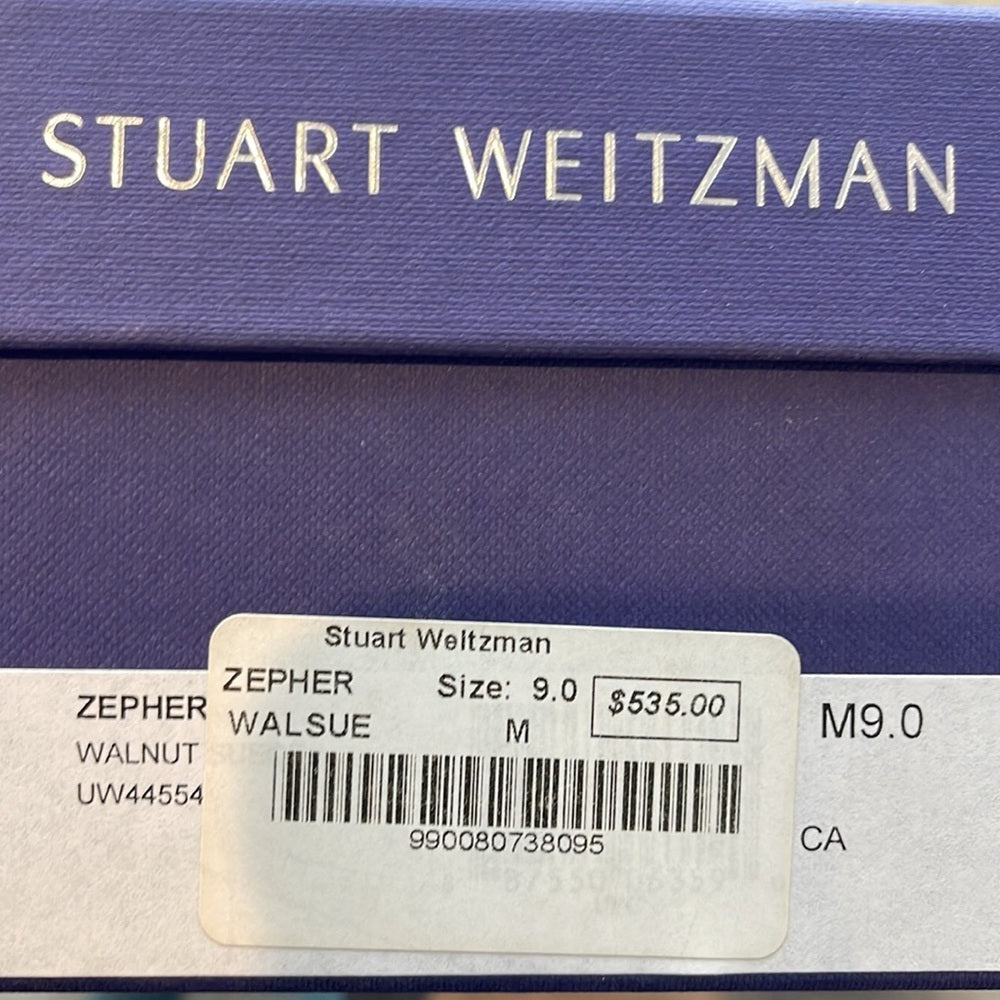 STUART WEITZMAN
Stuart Weitzman
ZEPHER Size: 9.0 $535.00
WALSUE M
990080738095
ZEPHER
WALNUT
UW44554
M9.0
CA